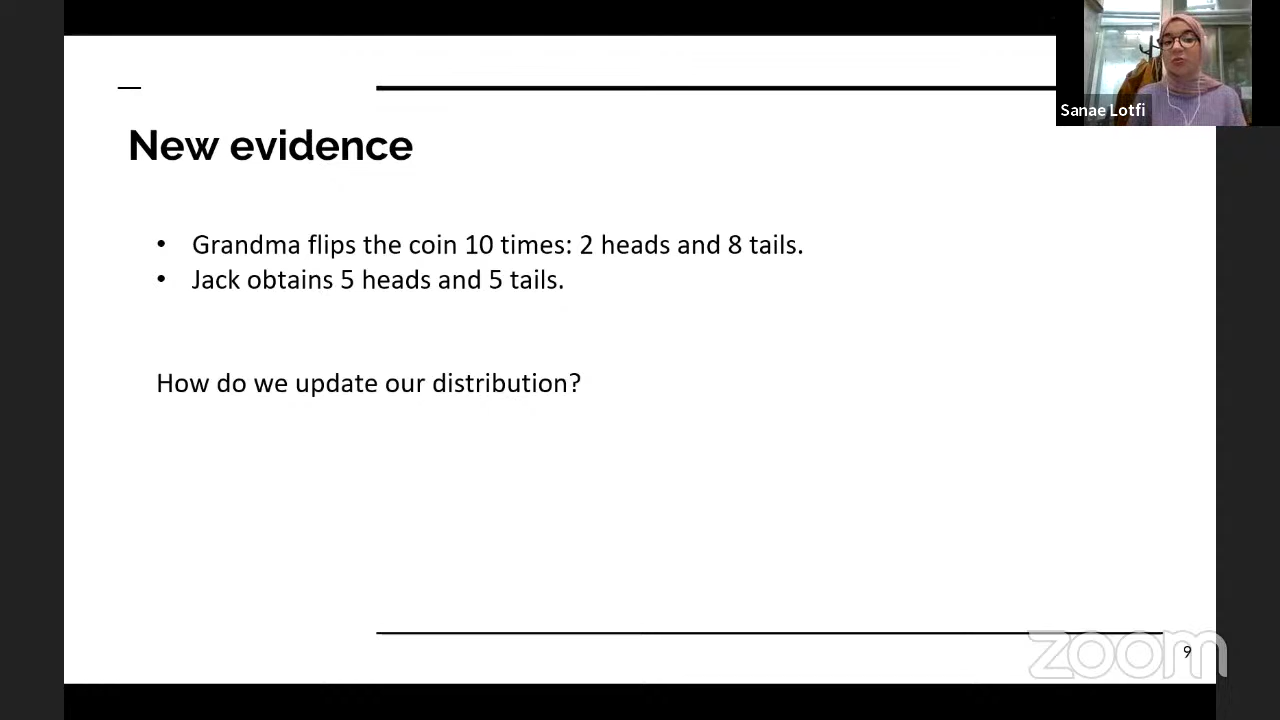 Sanae Lotfi
New evidence
• Grandma flips the coin 10 times: 2 heads and 8 tails.
• Jack obtains 5 heads and 5 tails.
How do we update our distribution?
zoom
9